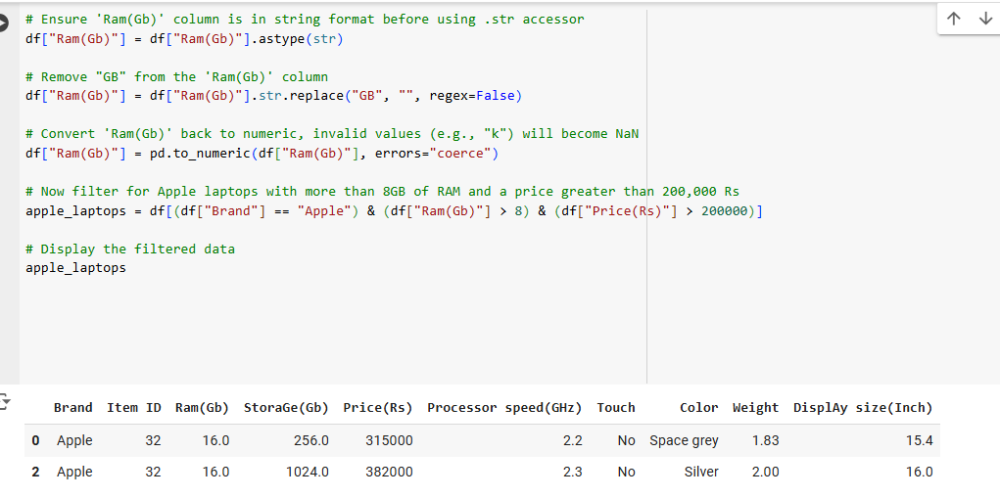 # Ensure 'Ram(Gb)' column is in string format before using .str accessor
df["Ram(Gb)"] = df["Ram(Gb)"].astype(str)
# Remove "GB" from the 'Ram(Gb)' column
df["Ram(Gb)"] = df["Ram(Gb)"].str.replace("GB", "", regex=False)
# Convert 'Ram(Gb)' back to numeric, invalid values (e.g., "k") will become NaN
df["Ram(Gb)"] = pd.to_numeric(df["Ram(Gb)"], errors="coerce")
# Now filter for Apple laptops with more than 8GB of RAM and a price greater than 200,000 Rs
apple_laptops = df[(df["Brand"] == "Apple") & (df["Ram(Gb)"] > 8) & (df["Price(Rs)"] > 200000)]
# Display the filtered data
apple_laptops
Brand Item ID Ram(Gb) StoraGe(Gb) Price(Rs) Processor speed(GHz) Touch Color Weight DisplAy size(Inch)
0 Apple 32 16.0 256.0 315000 2.2 No Space grey 1.83 15.4
2 Apple 32 16.0 1024.0 382000 2.3 No Silver 2.00 16.0